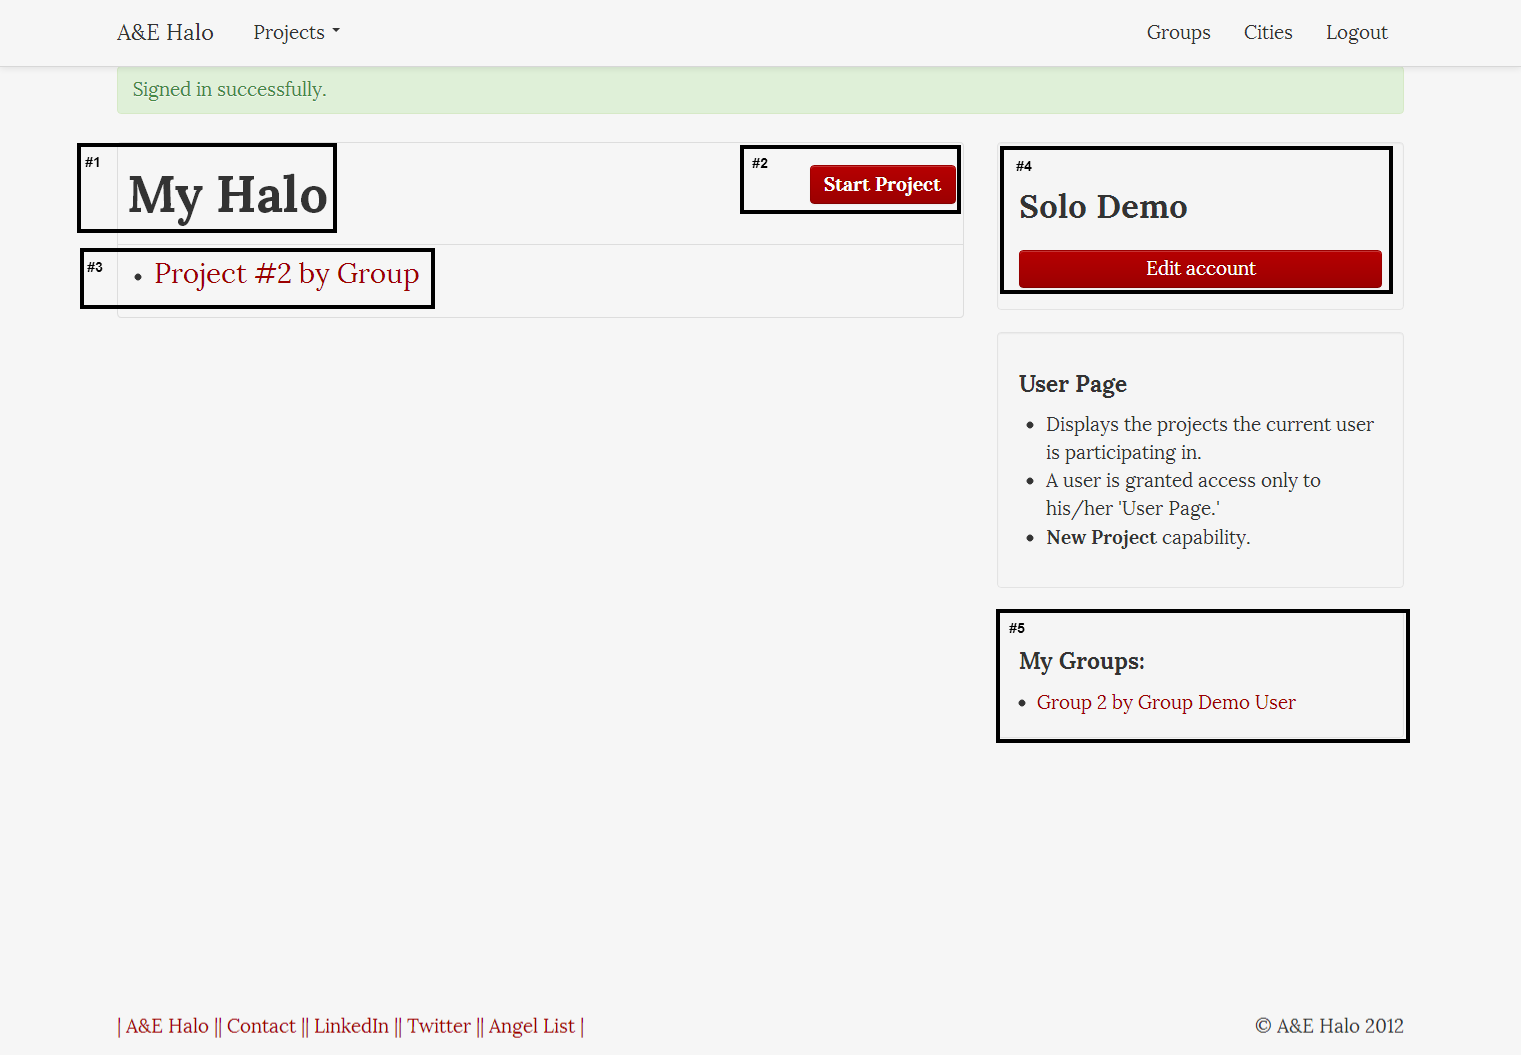 A&E Halo Projects Groups Cities Logout
Signed in successfully.
#1
My Halo
#2
Start Project
#3
Project #2 by Group
#4
Solo Demo
Edit account
User Page
Displays the projects the current user
is participating in.
A user is granted access only to
his/her 'User Page.'
New Project capability.
#5
My Groups:
Group 2 by Group Demo User
| A&E Halo || Contact || LinkedIn || Twitter || Angel List |
© A&E Halo 2012